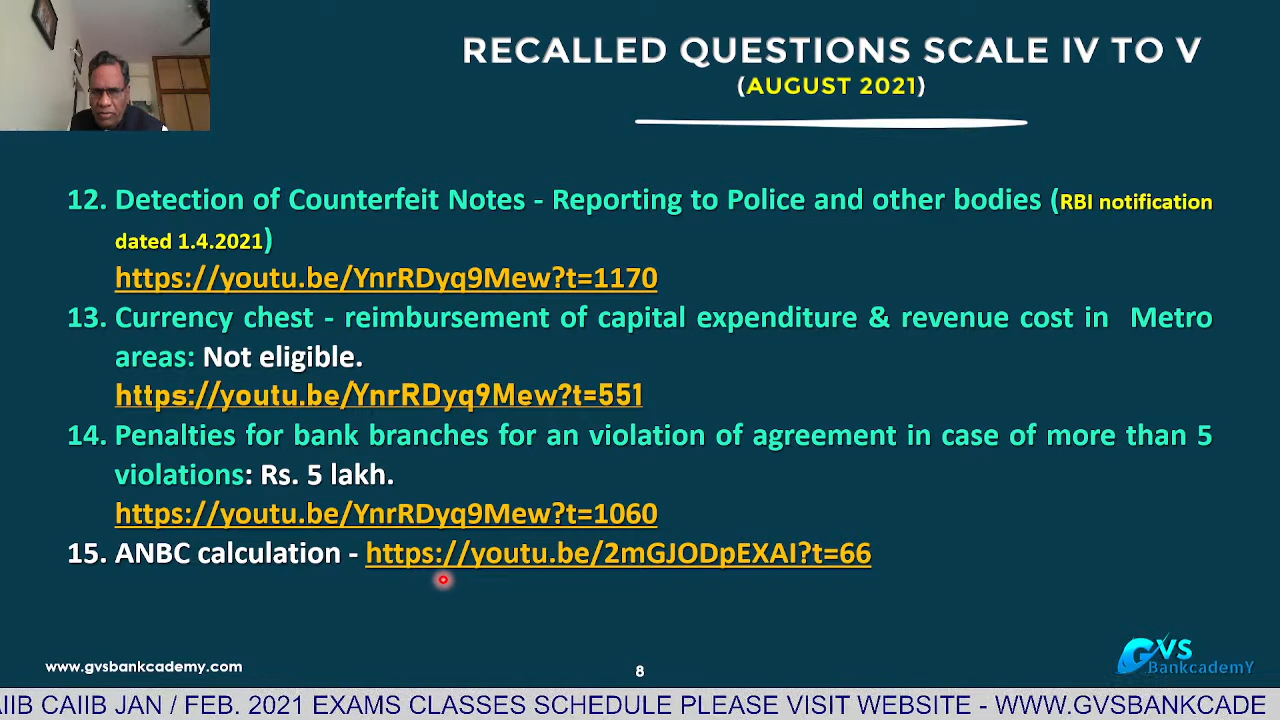 RECALLED QUESTIONS SCALE IV TO V
(AUGUST 2021)
12. Detection of Counterfeit Notes - Reporting to Police and other bodies (RBI notification
dated 1.4.2021)
https://youtu.be/YnrRDyq9Mew?t=1170
13. Currency chest - reimbursement of capital expenditure & revenue cost in Metro
areas: Not eligible.
https://youtu.be/YnrRDyq9Mew?t=551
14. Penalties for bank branches for an violation of agreement in case of more than 5
violations: Rs. 5 lakh.
https://youtu.be/YnrRDyq9Mew?t=1060
15. ANBC calculation - https://youtu.be/2mGJODpEXAI?t=66
www.gvsbankcademy.com
8
GVS
BankcademY
AIIB CAIIB JAN / FEB. 2021 EXAMS CLASSES SCHEDULE PLEASE VISIT WEBSITE - WWW.GVSBANKCADE